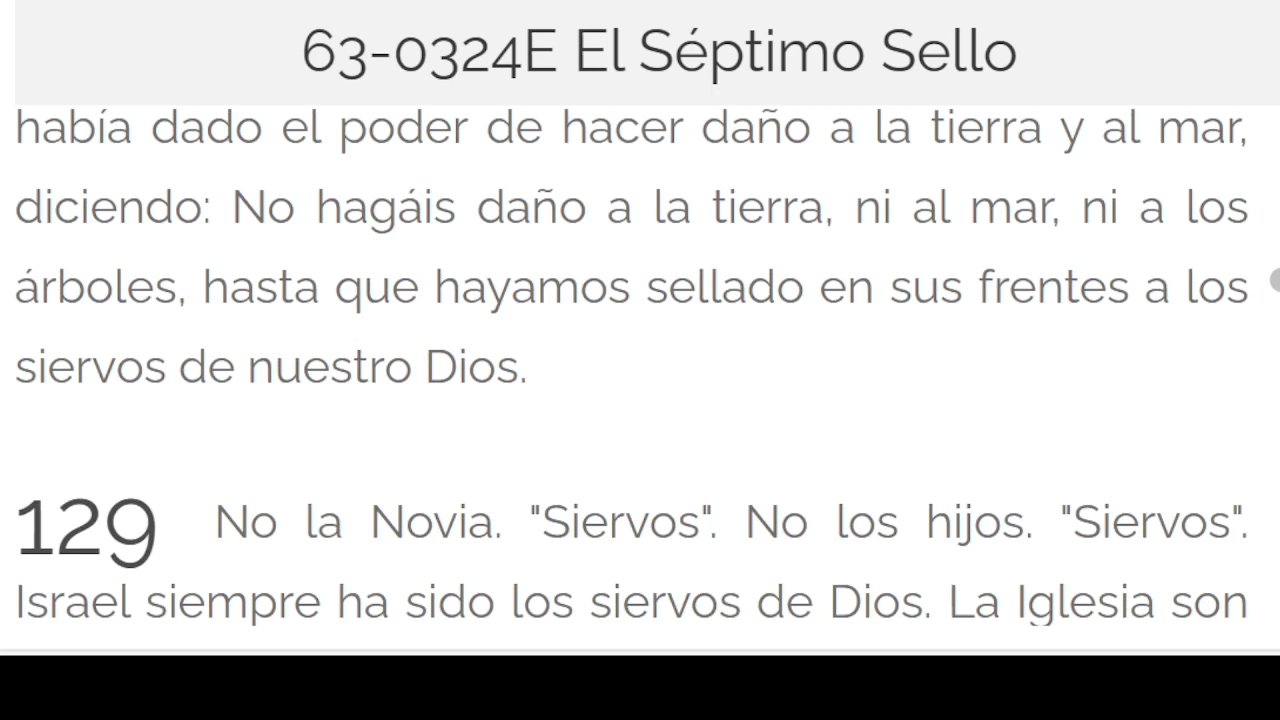 63-0324E El Séptimo Sello
había dado el poder de hacer daño a la tierra y al mar,
diciendo: No hagáis daño a la tierra, ni al mar, ni a los
árboles, hasta que hayamos sellado en sus frentes a los
siervos de nuestro Dios.
129 No la Novia. "Siervos". No los hijos. "Siervos".
Israel siempre ha sido los siervos de Dios. La Iglesia son